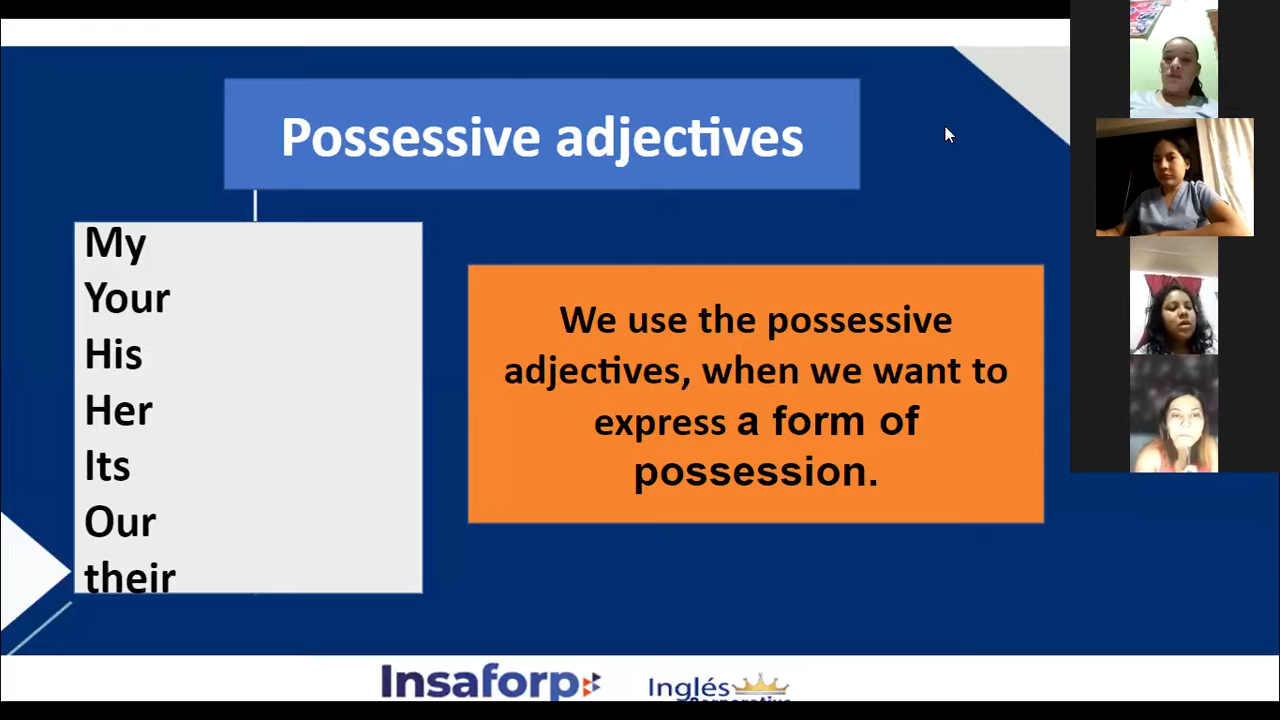 Possessive adjectives
My
Your
His
Her
Its
Our
their
We use the possessive
adjectives, when we want to
express a form of
possession.
Insaforp
Inglés